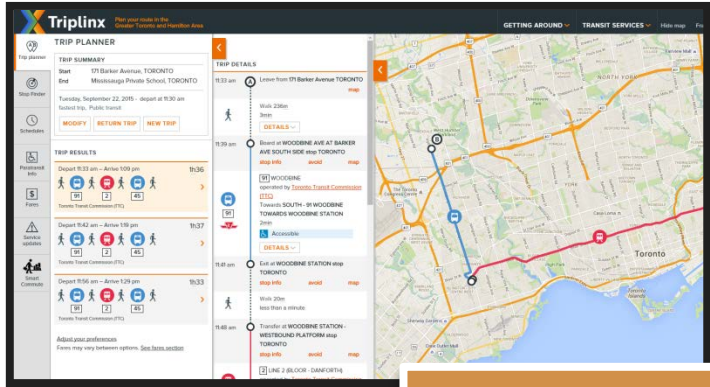 Triplinx
Plan your route in the
Greater Toronto and Hamilton Area
GETTING AROUND
TRANSIT SERVICES
Hide map
Trip planner
Stop Finder
Schedules
Paratransit
Info
Fares
Service
updates
Smart
Commute
TRIP PLANNER
TRIP SUMMARY
Start 171 Barker Avenue, TORONTO
End Mississauga Private School, TORONTO
Tuesday, September 22, 2015 - depart at 11:30 am
fastest trip, Public transit
MODIFY RETURN TRIP NEW TRIP
TRIP RESULTS
Depart 11:33 am – Arrive 1:09 pm 1h36
91 2 45
Toronto Transit Commission (TTC)
Depart 11:42 am – Arrive 1:19 pm 1h37
91 2 45
Toronto Transit Commission (TTC)
Depart 11:56 am – Arrive 1:29 pm 1h33
91 2 45
Toronto Transit Commission (TTC)
Adjust your preferences
Fares may vary between options. See fares section
TRIP DETAILS
11:33 am A Leave from 171 Barker Avenue TORONTO
map
Walk 236m
3min
DETAILS
11:39 am Board at WOODBINE AVE AT BARKER
AVE SOUTH SIDE stop TORONTO
stop info avoid map
91 WOODBINE
operated by Toronto Transit Commission
(TTC)
Towards SOUTH - 91 WOODBINE
TOWARDS WOODBINE STATION
2min
91
Accessible
DETAILS
11:41 am Exit at WOODBINE STATION stop
TORONTO
stop info avoid map
Walk 20m
less than a minute
11:48 am Transfer at WOODBINE STATION -
WESTBOUND PLATFORM stop
TORONTO
stop info avoid map
2 LINE 2 (BLOOR - DANFORTH)
NORTH YORK
B
Toronto
Toronto
Islands